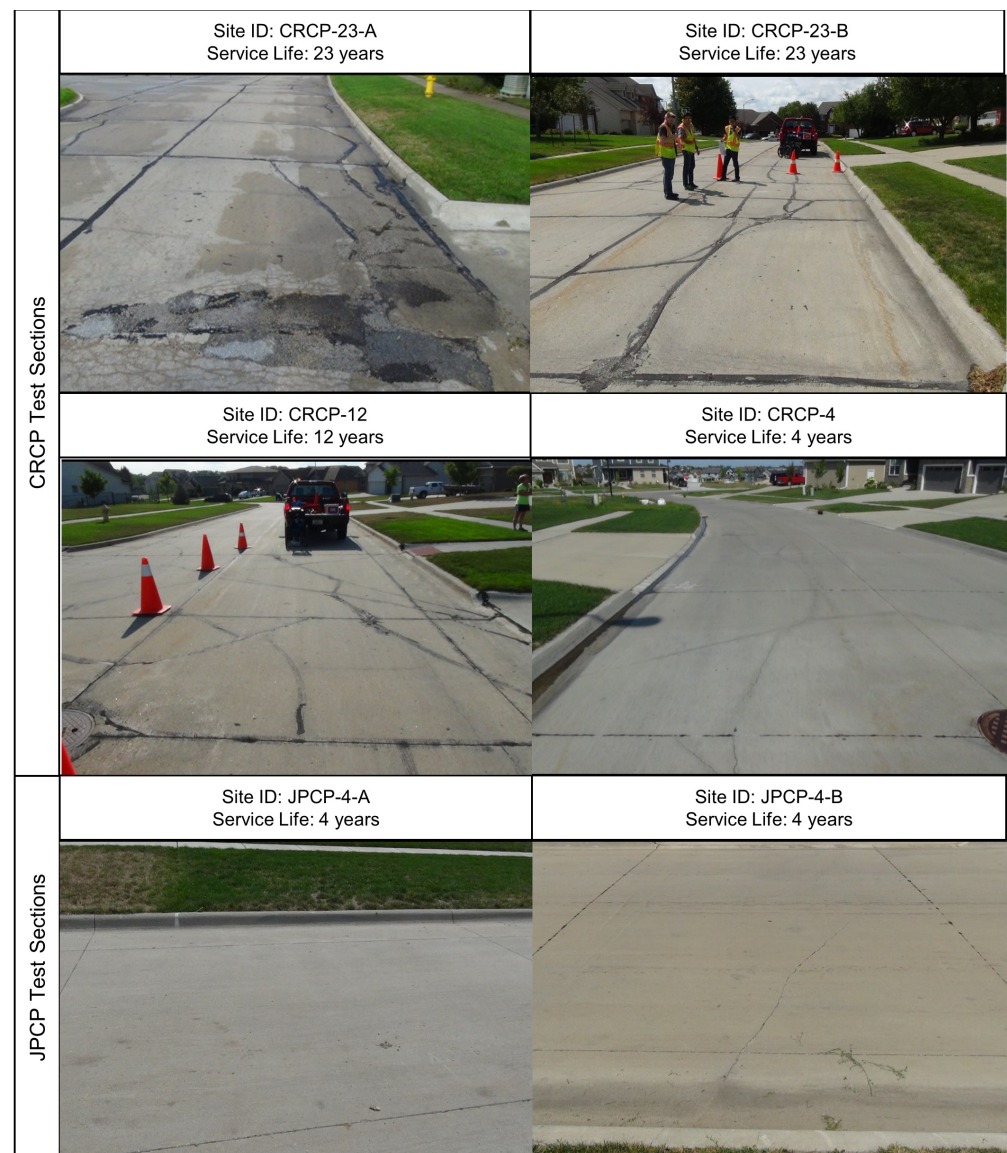 CRCP Test Sections
Site ID: CRCP-23-A
Service Life: 23 years
Site ID: CRCP-23-B
Service Life: 23 years
Site ID: CRCP-12
Service Life: 12 years
Site ID: CRCP-4
Service Life: 4 years
JPCP Test Sections
Site ID: JPCP-4-A
Service Life: 4 years
Site ID: JPCP-4-B
Service Life: 4 years